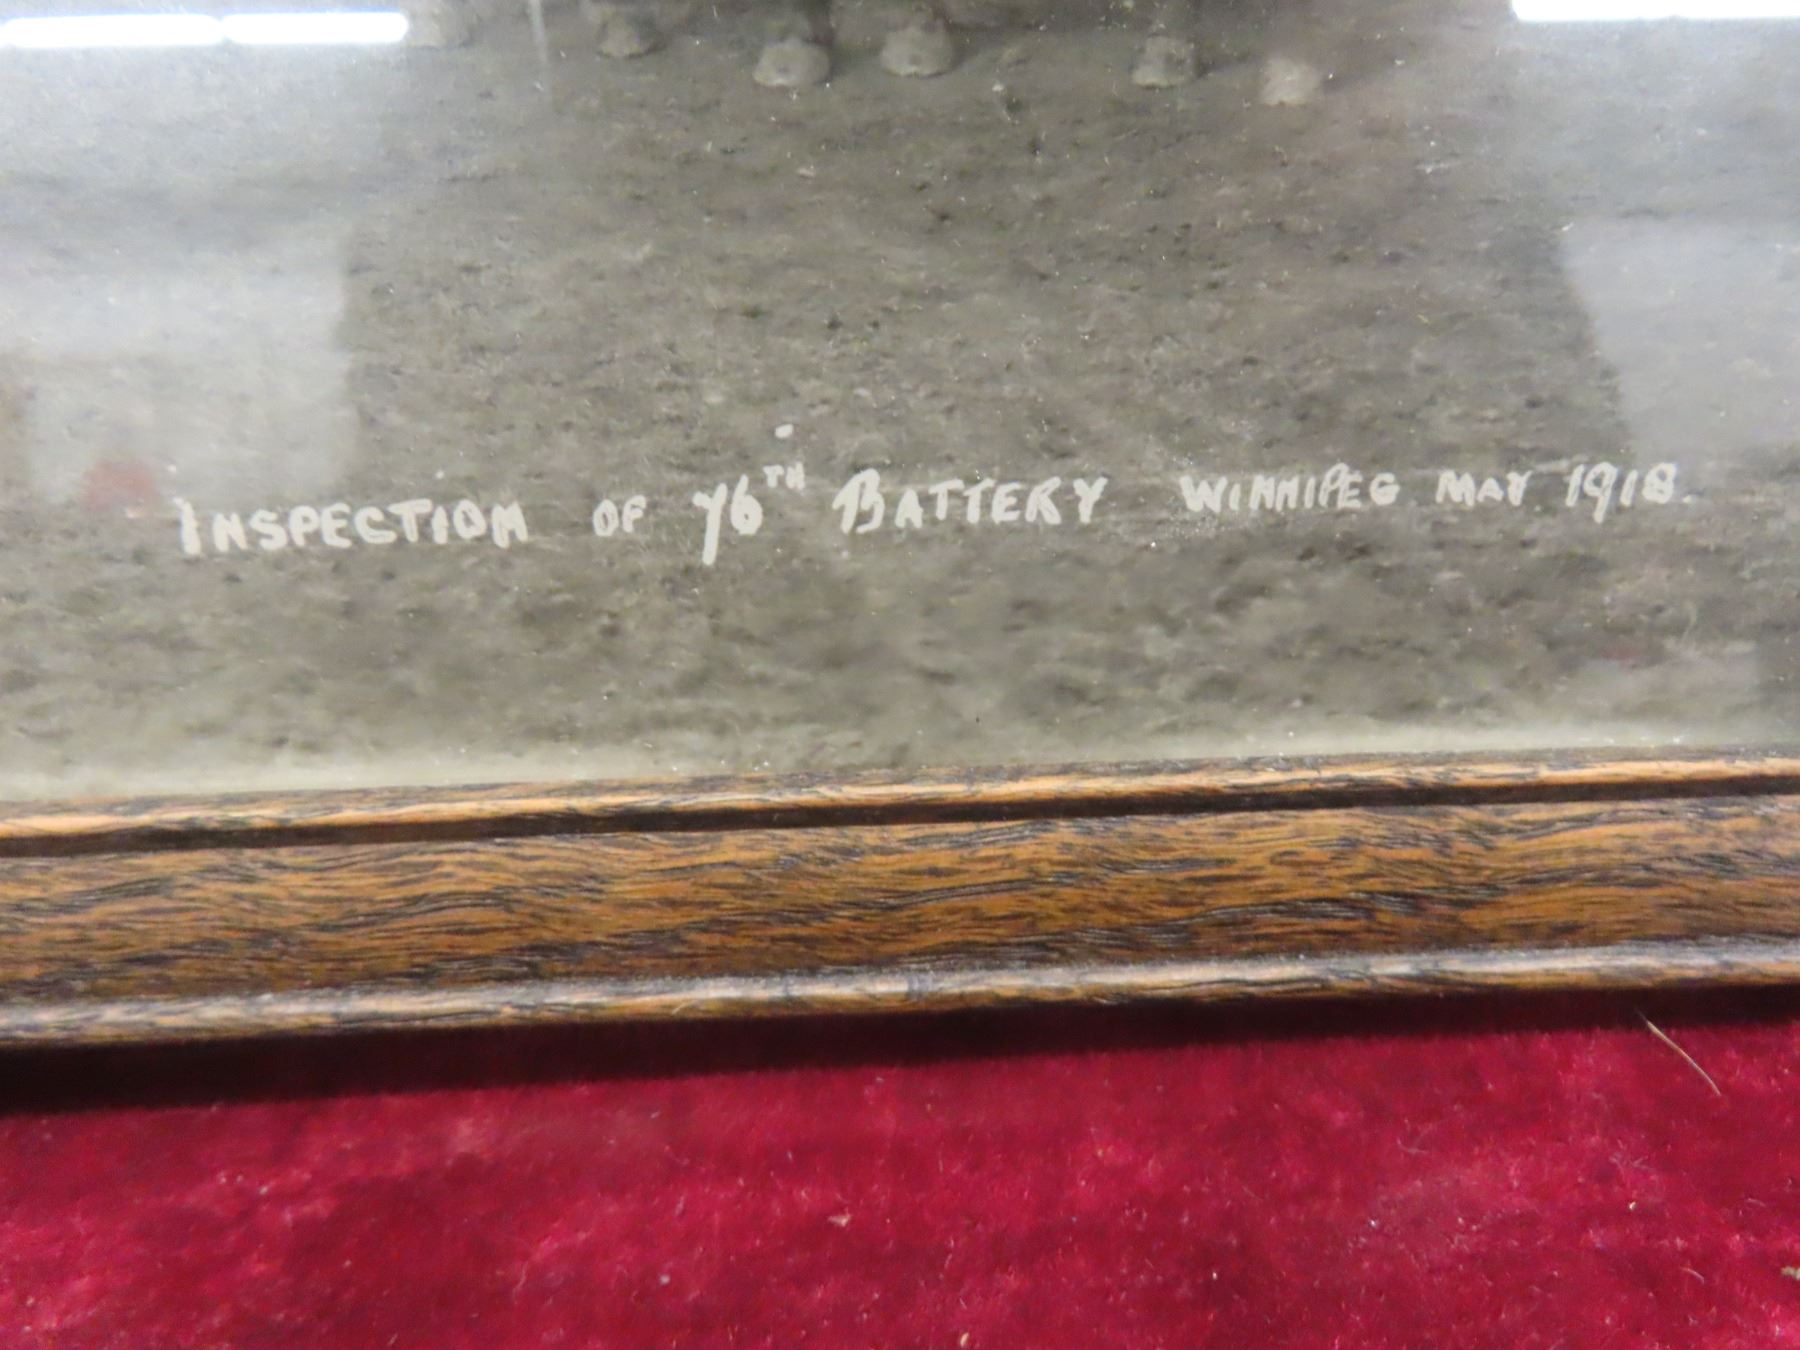 INSPECTION OF 76TH BATTERY WINNIPEG MAY 1918.